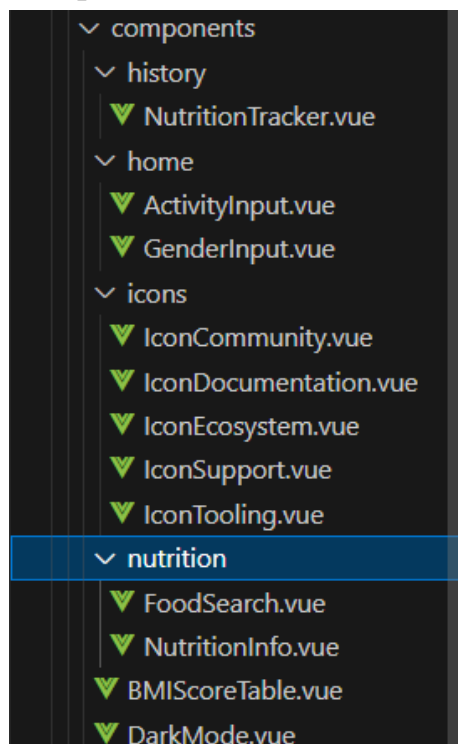 components
history
NutritionTracker.vue
home
ActivityInput.vue
GenderInput.vue
icons
IconCommunity.vue
IconDocumentation.vue
IconEcosystem.vue
IconSupport.vue
IconTooling.vue
nutrition
FoodSearch.vue
NutritionInfo.vue
BMIScoreTable.vue
DarkMode.vue